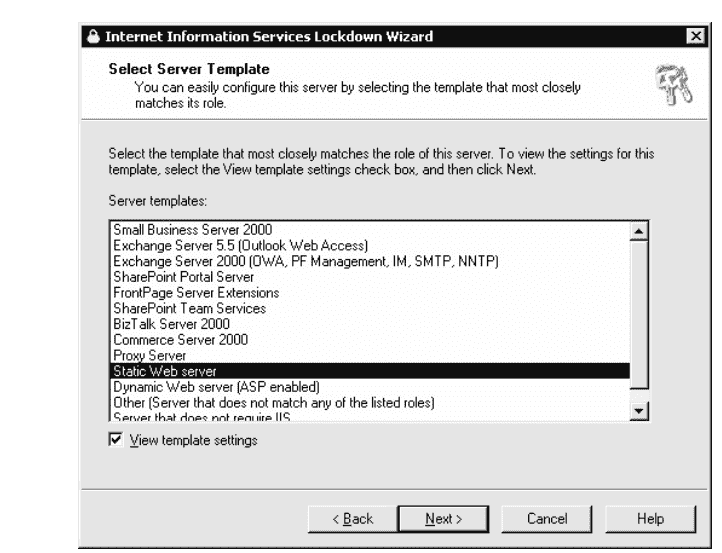 Internet Information Services Lockdown Wizard
Select Server Template
You can easily configure this server by selecting the template that most closely
matches its role.
Select the template that most closely matches the role of this server. To view the settings for this
template, select the View template settings check box, and then click Next.
Server templates:
Small Business Server 2000
Exchange Server 5.5 (Outlook Web Access)
Exchange Server 2000 (OWA, PF Management, IM, SMTP, NNTP)
SharePoint Portal Server
FrontPage Server Extensions
SharePoint Team Services
BizTalk Server 2000
Commerce Server 2000
Proxy Server
Static Web server
Dynamic Web server (ASP enabled)
Other (Server that does not match any of the listed roles)
Server that does not require IIS
View template settings
< Back Next > Cancel Help